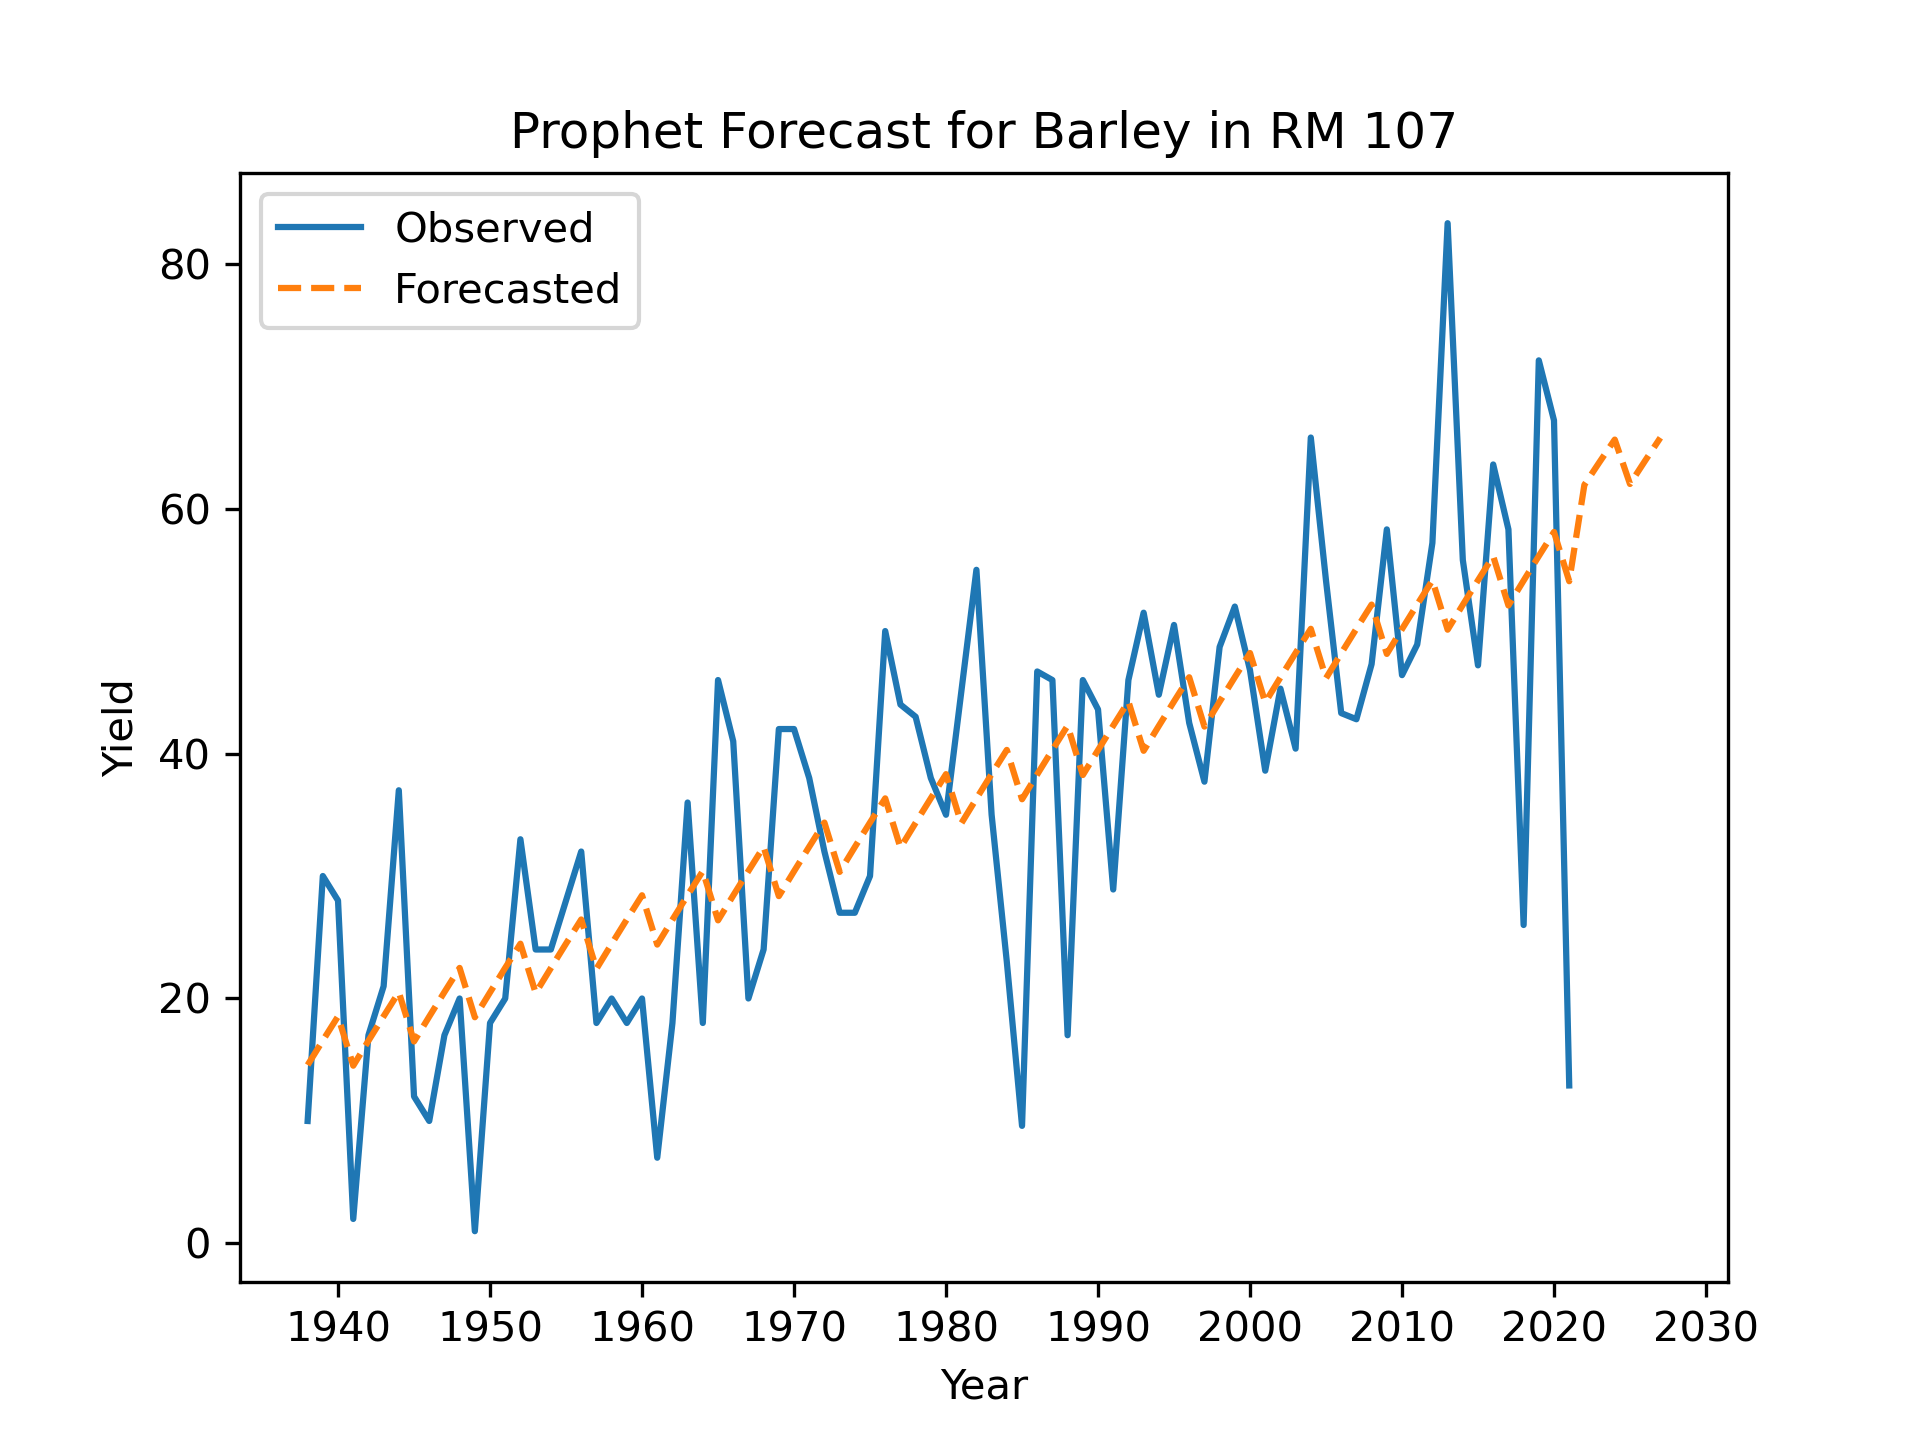 Prophet Forecast for Barley in RM 107
Observed
Forecasted
80
60
40
20
0
Yield
1940 1950 1960 1970 1980 1990 2000 2010 2020 2030
Year